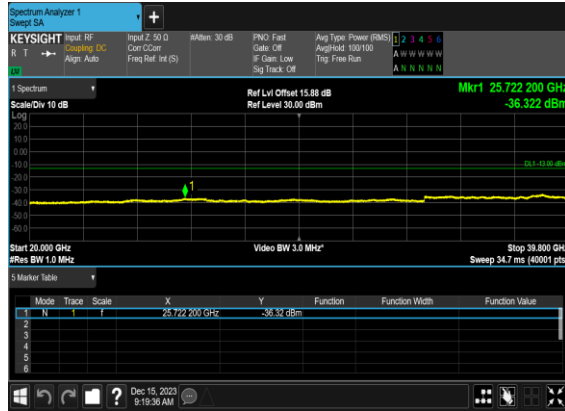 Spectrum Analyzer 1
Swept SA
+
KEYSIGHT Input: RF Input Z: 50 Ω #Atten: 30 dB PNO: Fast Avg Type: Power (RMS) 1 2 3 4 5 6
R T Coupling: DC Corr CCorr Gate: Off Avg|Hold: 100/100 A W W W W W
Align: Auto Freq Ref: Int (S) IF Gain: Low Trig: Free Run
Sig Track: Off A N N N N N
1 Spectrum
Ref Lvl Offset 15.88 dB Mkr1 25.722 200 GHz
Scale/Div 10 dB Ref Level 30.00 dBm -36.322 dBm
Log
20.0
10.0
0.00
-10.0
DL1 -13.00 dBm
-20.0
-30.0
1
-40.0
-50.0
-60.0
Start 20.000 GHz Video BW 3.0 MHz* Stop 39.800 GHz
#Res BW 1.0 MHz Sweep 34.7 ms (40001 pts)
5 Marker Table
Mode Trace Scale X Y Function Function Width Function Value
1 N 1 f 25.722 200 GHz -36.32 dBm
2
3
4
5
6
? Dec 15, 2023
9:19:36 AM